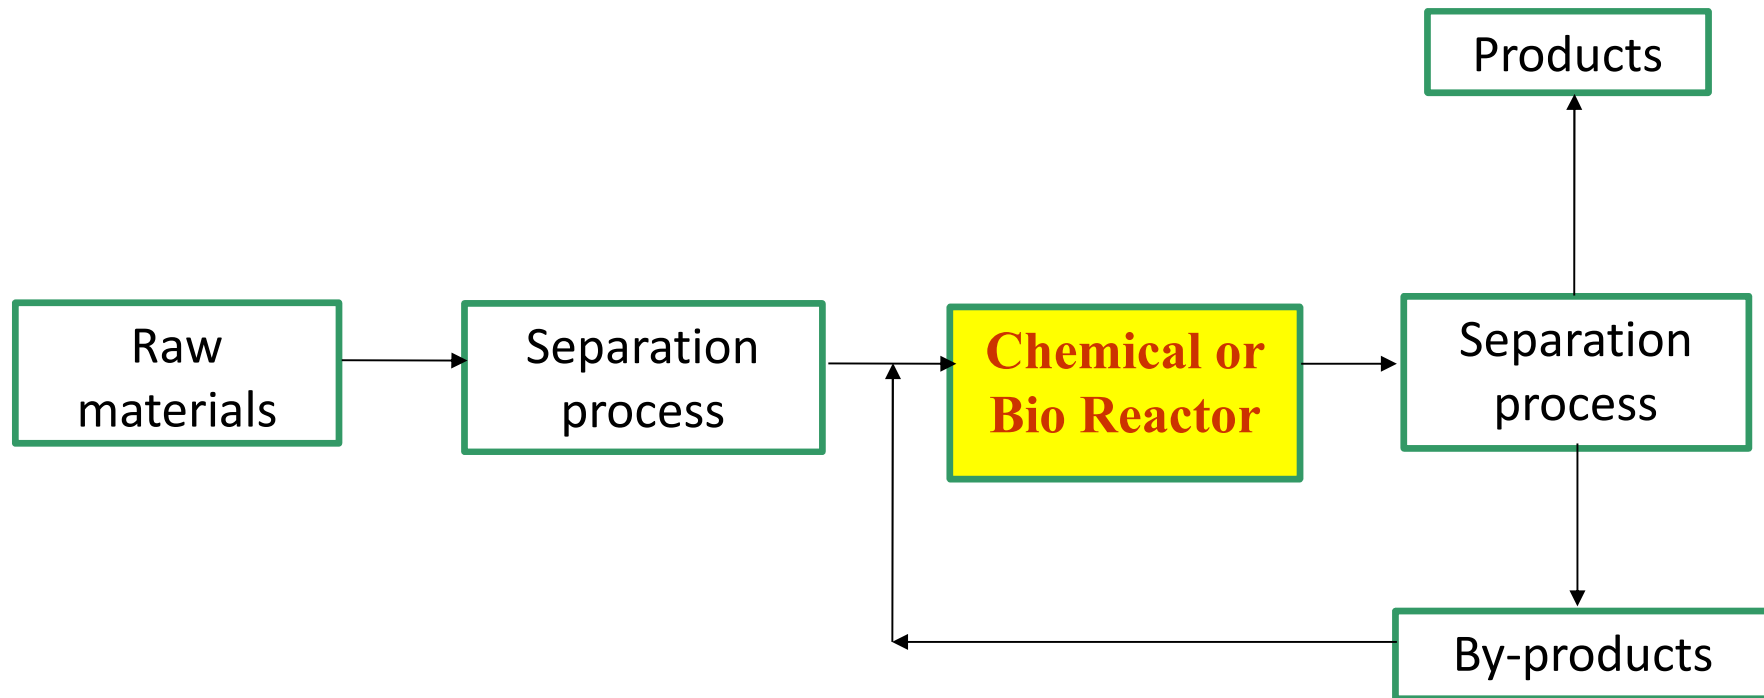 Products
Raw
materials
Separation
process
Chemical or
Bio Reactor
Separation
process
By-products